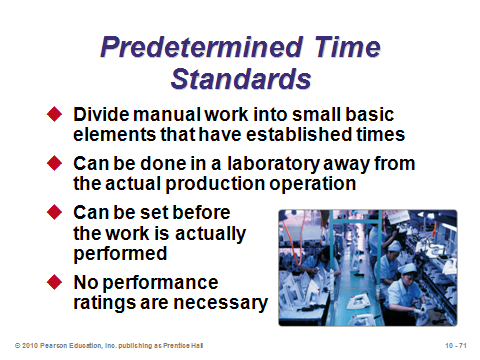 Predetermined Time
Standards
Divide manual work into small basic
elements that have established times
Can be done in a laboratory away from
the actual production operation
Can be set before
the work is actually
performed
No performance
ratings are necessary
© 2010 Pearson Education, Inc. publishing as Prentice Hall
10 - 71